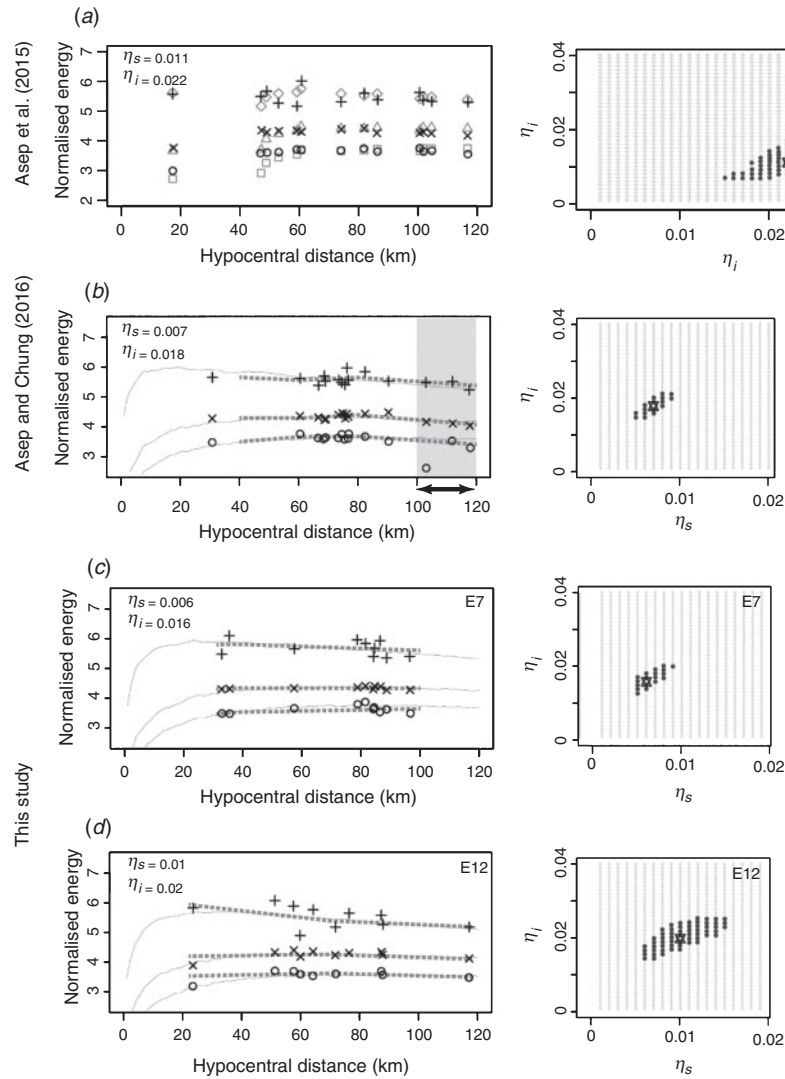 (a)
Asep et al. (2015)
Normalised energy
7
6
5
4
3
2
ηs = 0.011
ηi = 0.022
0 20 40 60 80 100 120
Hypocentral distance (km)
ηi
0.04
0.02
0
0 0.01 0.02
ηi
(b)
Asep and Chung (2016)
Normalised energy
7
6
5
4
3
ηs = 0.007
ηi = 0.018
0 20 40 60 80 100 120
Hypocentral distance (km)
ηi
0.04
0.02
0
0 0.01 0.02
ηs
This study
(c)
Normalised energy
7
6
5
4
3
ηs = 0.006
ηi = 0.016
E7
0 20 40 60 80 100 120
Hypocentral distance (km)
ηi
0.04
0.02
0
E7
0 0.01 0.02
ηs
(d)
Normalised energy
7
6
5
4
3
ηs = 0.01
ηi = 0.02
E12
0 20 40 60 80 100 120
Hypocentral distance (km)
ηi
0.04
0.02
0
E12
0 0.01 0.02
ηs